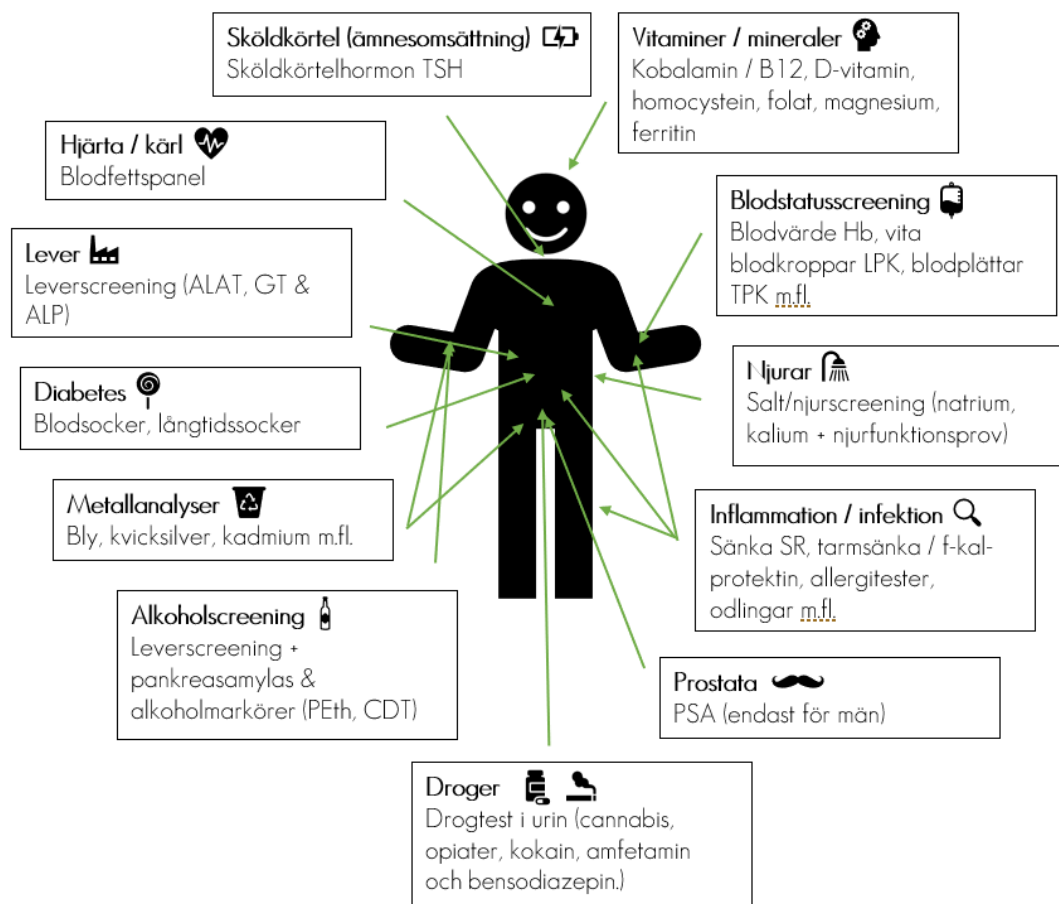 Sköldkörtel (ämnesomsättning)
Sköldkörtelhormon TSH
Vitaminer / mineraler
Kobalamin / B12, D-vitamin,
homocystein, folat, magnesium,
ferritin
Hjärta / kärl
Blodfettspanel
Blodstatusscreening
Blodvärde Hb, vita
blodkroppar LPK, blodplättar
TPK m.fl.
Lever
Leverscreening (ALAT, GT &
ALP)
Njurar
Salt/njurscreening (natrium,
kalium + njurfunktionsprov)
Diabetes
Blodsocker, långtidssocker
Metallanalyser
Bly, kvicksilver, kadmium m.fl.
Inflammation / infektion
Sänka SR, tarmsänka / f-kal-
protektin, allergitester,
odlingar m.fl.
Alkoholscreening
Leverscreening +
pankreasamylas &
alkoholmarkörer (PEth, CDT)
Prostata
PSA (endast för män)
Droger
Drogtest i urin (cannabis,
opiater, kokain, amfetamin
och bensodiazepin.)